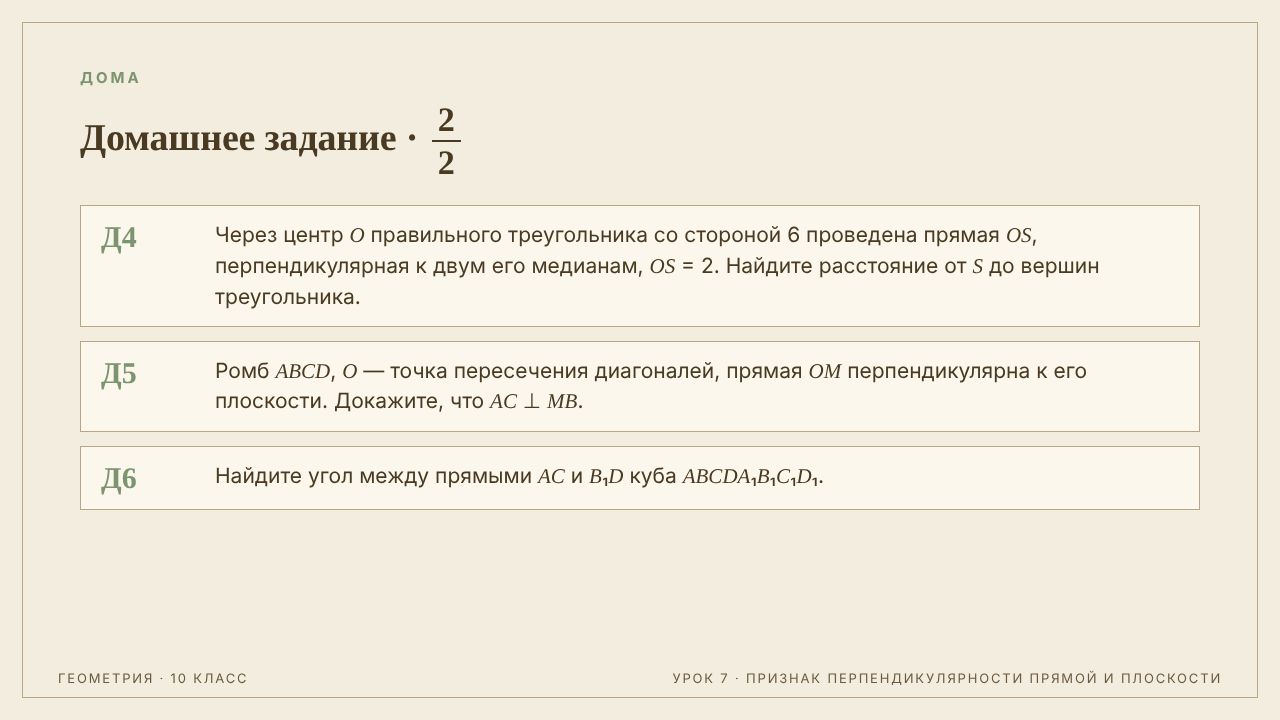 ДОМА
Домашнее задание · 2/2
Д4
Через центр O правильного треугольника со стороной 6 проведена прямая OS,
перпендикулярная к двум его медианам, OS = 2. Найдите расстояние от S до вершин
треугольника.
Д5
Ромб ABCD, O — точка пересечения диагоналей, прямая OM перпендикулярна к его
плоскости. Докажите, что AC ⊥ MB.
Д6
Найдите угол между прямыми AC и B₁D куба ABCDA₁B₁C₁D₁.
ГЕОМЕТРИЯ · 10 КЛАСС
УРОК 7 · ПРИЗНАК ПЕРПЕНДИКУЛЯРНОСТИ ПРЯМОЙ И ПЛОСКОСТИ